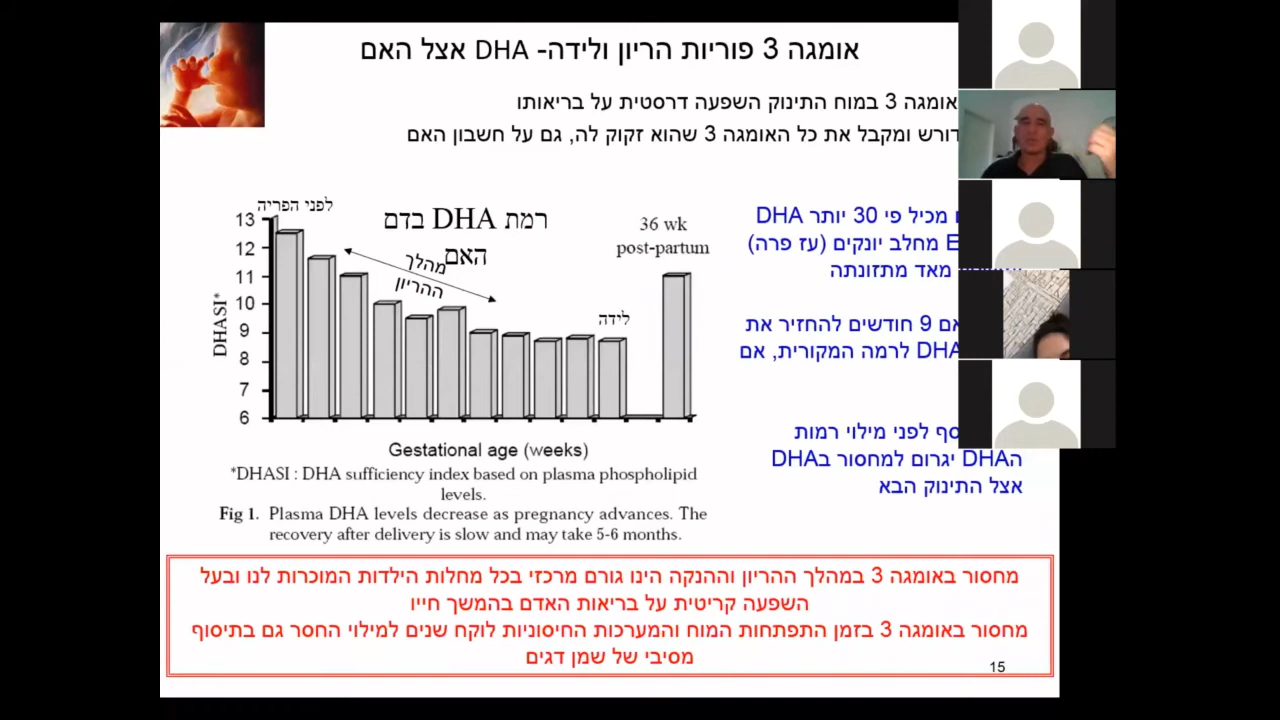 אומגה 3 פוריות הריון ולידה- DHA אצל האם
אומגה 3 במוח התינוק השפעה דרסטית על בריאותו
ומקבל את כל האומגה 3 שהוא זקוק לה, גם על חשבון האם
מכיל פי 30 יותר DHA
מחלב יונקים (עז פרה)
מאד מתזונתה
9 חודשים להחזיר את
DHA לרמה המקורית, אם
לפני מילוי רמות
הDHA יגרום למחסור בDHA
אצל התינוק הבא
לפני הפריה
רמת DHA בדם
האם
מהלך
ההריון
36 wk
post-partum
לידה
DHASI*
13
12
11
10
9
8
7
6
Gestational age (weeks)
*DHASI : DHA sufficiency index based on plasma phospholipid
levels.
Fig 1. Plasma DHA levels decrease as pregnancy advances. The
recovery after delivery is slow and may take 5-6 months.
מחסור באומגה 3 במהלך ההריון וההנקה הינו גורם מרכזי בכל מחלות הילדות המוכרות לנו ובעל
השפעה קריטית על בריאות האדם בהמשך חייו
מחסור באומגה 3 בזמן התפתחות המוח והמערכות החיסוניות לוקח שנים למילוי החסר גם בתיסוף
מסיבי של שמן דגים
15